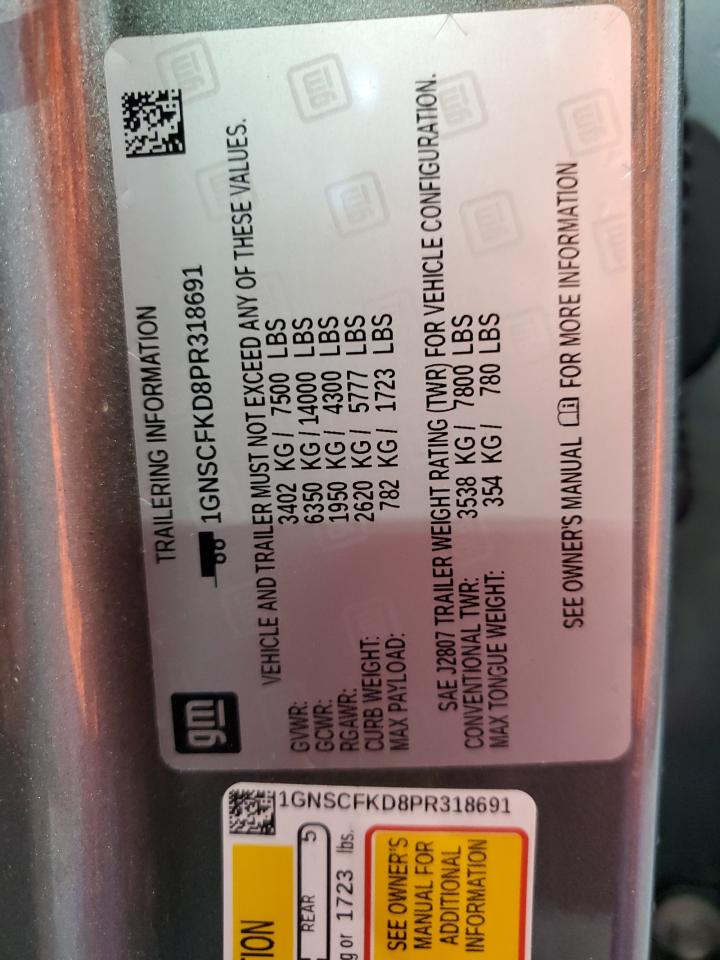 gm
TRAILERING INFORMATION
1GNSCFKD8PR318691
VEHICLE AND TRAILER MUST NOT EXCEED ANY OF THESE VALUES.
GVWR: 3402 KG / 7500 LBS
GCWR: 6350 KG / 14000 LBS
RGAWR: 1950 KG / 4300 LBS
CURB WEIGHT: 2620 KG / 5777 LBS
MAX PAYLOAD: 782 KG / 1723 LBS
SAE J2807 TRAILER WEIGHT RATING (TWR) FOR VEHICLE CONFIGURATION.
CONVENTIONAL TWR: 3538 KG / 7800 LBS
MAX TONGUE WEIGHT: 354 KG / 780 LBS
SEE OWNER'S MANUAL FOR MORE INFORMATION
1GNSCFKD8PR318691
REAR 5
g or 1723 lbs.
SEE OWNER'S
MANUAL FOR
ADDITIONAL
INFORMATION